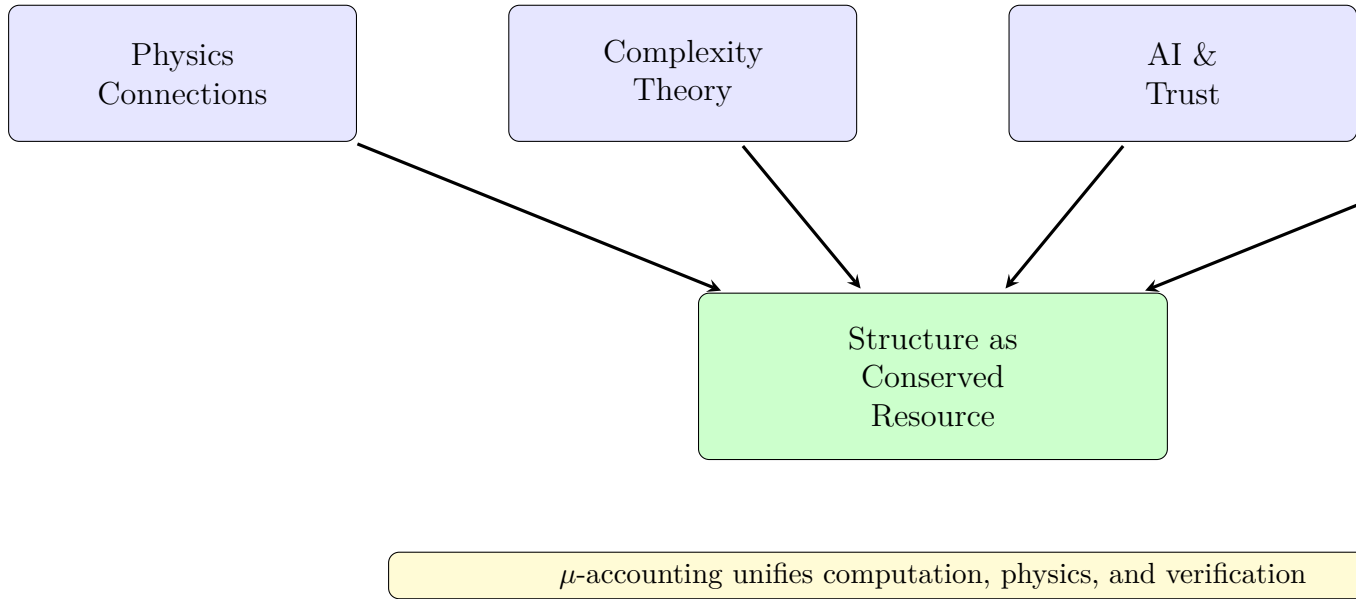 Physics
Connections
Complexity
Theory
AI &
Trust
Structure as
Conserved
Resource
μ-accounting unifies computation, physics, and verification